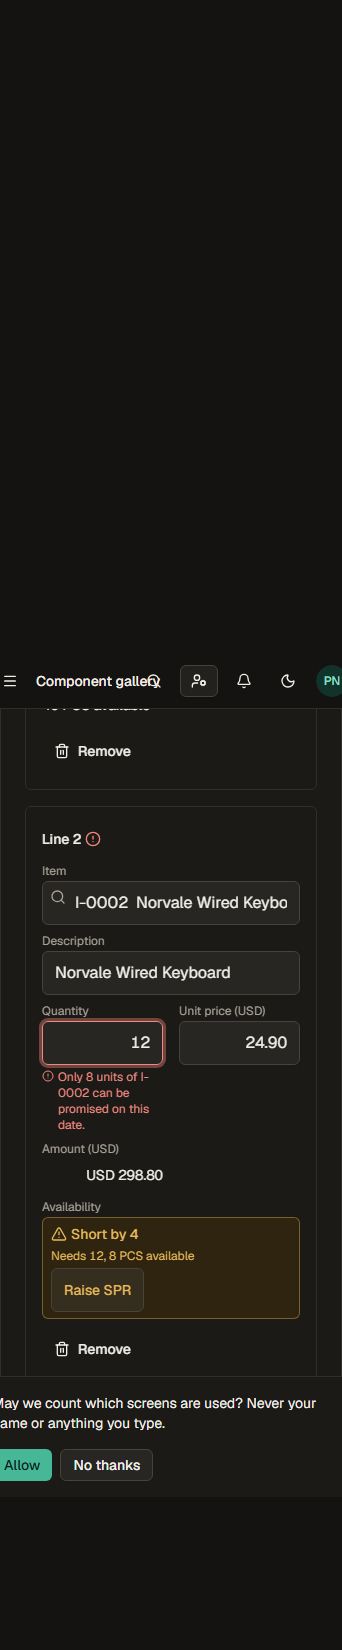 Component gallery
PN
Remove
Line 2
Item
I-0002 Norvale Wired Keybo
Description
Norvale Wired Keyboard
Quantity
Unit price (USD)
12
24.90
Only 8 units of I-
0002 can be
promised on this
date.
Amount (USD)
USD 298.80
Availability
Short by 4
Needs 12, 8 PCS available
Raise SPR
Remove
May we count which screens are used? Never your
ame or anything you type.
Allow
No thanks